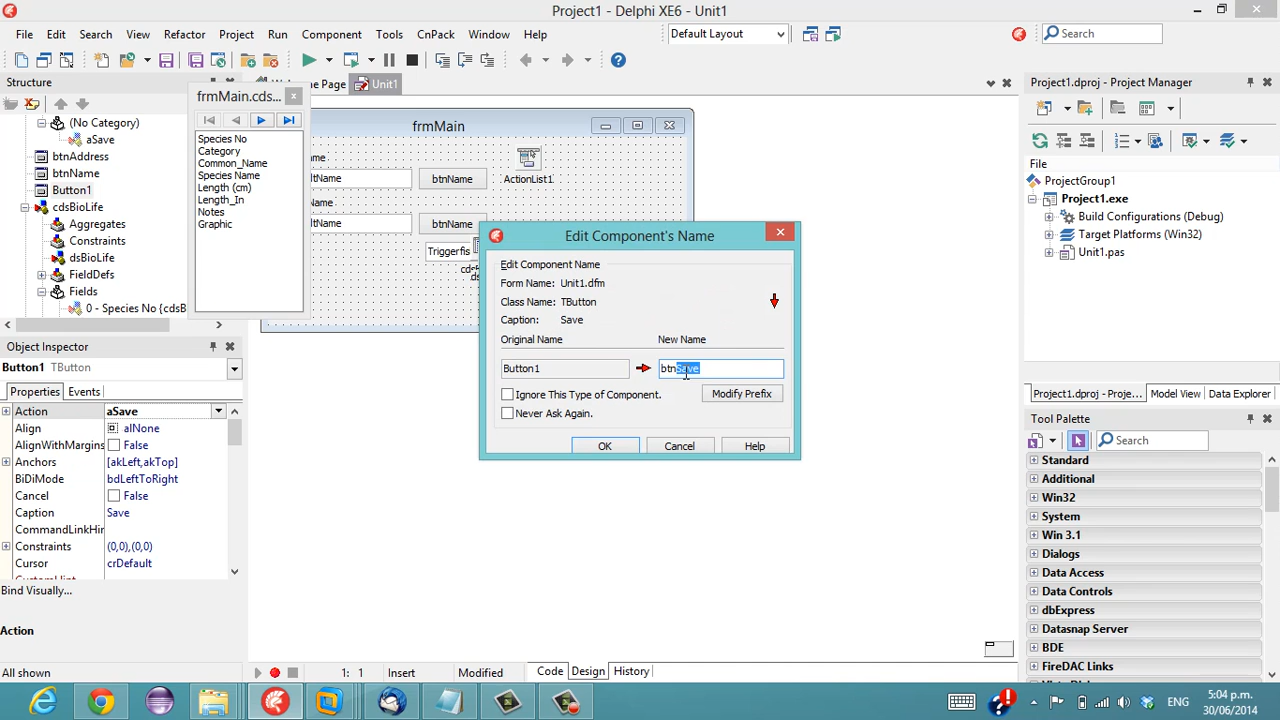 Project1 - Delphi XE6 - Unit1
File Edit Search View Refactor Project Run Component Tools CnPack Window Help
Default Layout
Search
Structure
Page
Unit1
Project1.dproj - Project Manager
frmMain.cds...
Species No
Category
Common_Name
Species Name
Length (cm)
Length_In
Notes
Graphic
(No Category)
aSave
btnAddress
btnName
Button1
cdsBioLife
Aggregates
Constraints
dsBioLife
FieldDefs
Fields
0 - Species No {cdsB
frmMain
btnName
ActionList1
btnName
Triggerfis
Edit Component's Name
Edit Component Name
Form Name: Unit1.dfm
Class Name: TButton
Caption: Save
Original Name New Name
Button1 btnSave
Ignore This Type of Component.
Modify Prefix
Never Ask Again.
OK Cancel Help
File
ProjectGroup1
Project1.exe
Build Configurations (Debug)
Target Platforms (Win32)
Unit1.pas
Project1.dproj - Proje... Model View Data Explorer
Tool Palette
Search
Standard
Additional
Win32
System
Win 3.1
Dialogs
Data Access
Data Controls
dbExpress
Datasnap Server
BDE
FireDAC Links
Object Inspector
Button1 TButton
Properties Events
Action aSave
Align alNone
AlignWithMargins False
Anchors [akLeft,akTop]
BiDiMode bdLeftToRight
Cancel False
Caption Save
CommandLinkHir
Constraints (0,0),(0,0)
Cursor crDefault
Bind Visually...
Action
All shown
1: 1 Insert Modified Code Design History
ENG
5:04 p.m.
30/06/2014